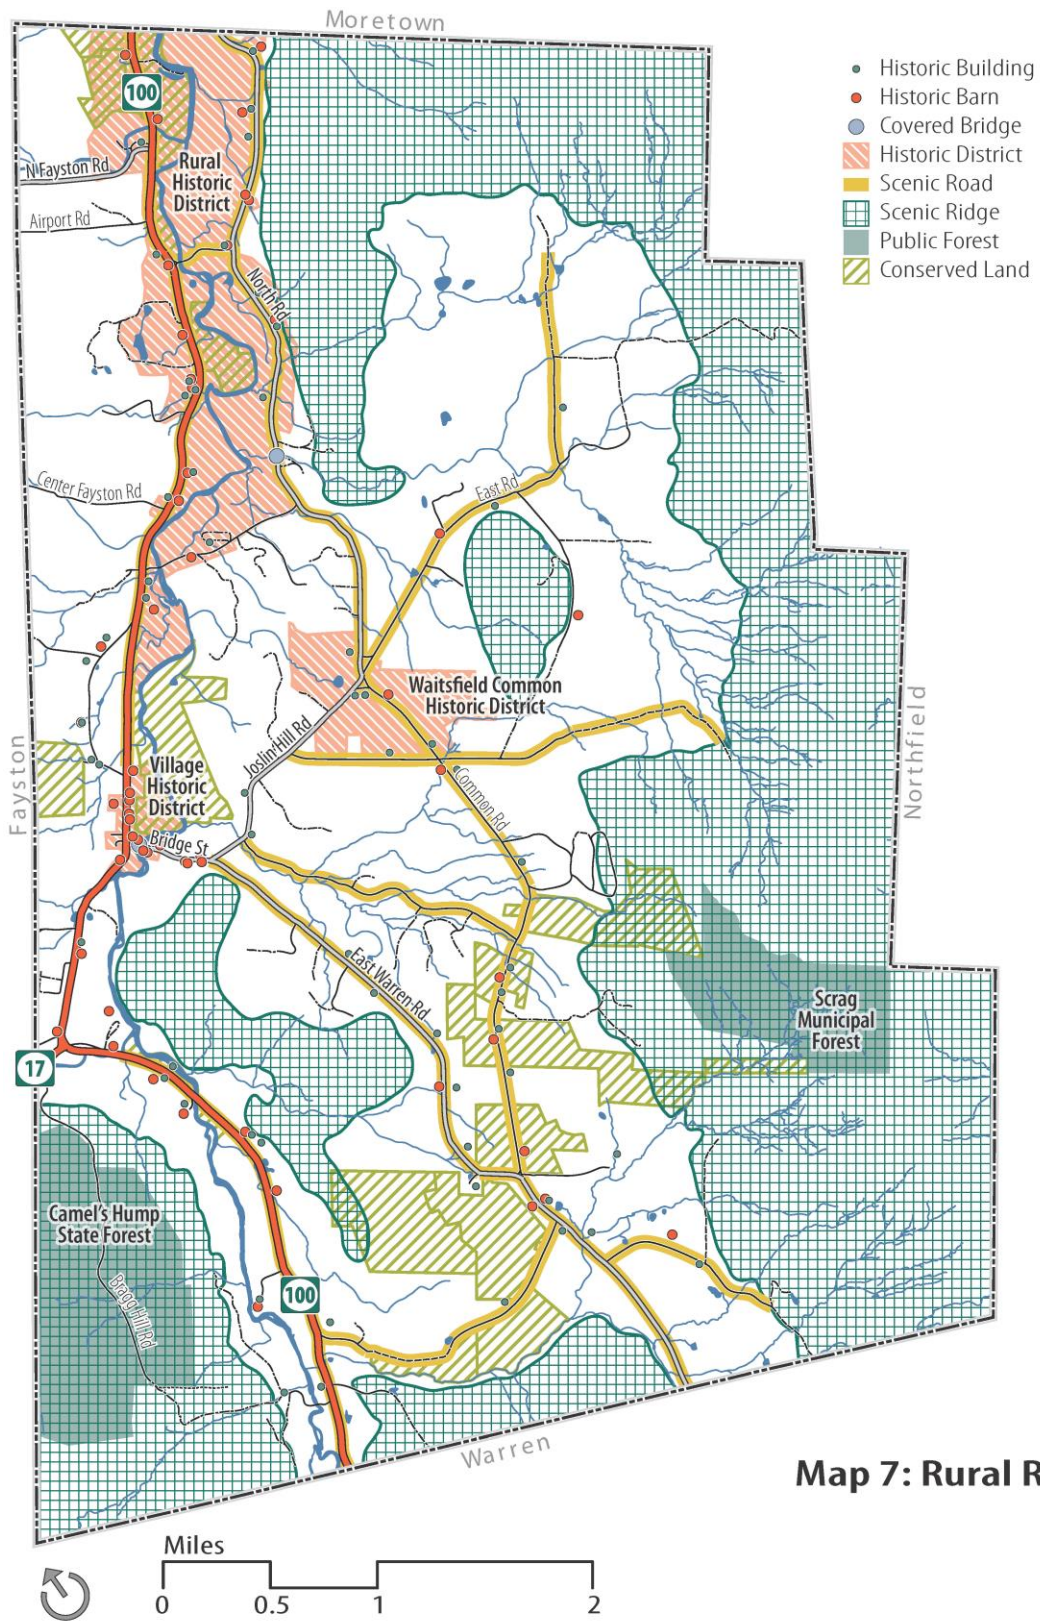 Moretown
Historic Building
Historic Barn
Covered Bridge
Historic District
Scenic Road
Scenic Ridge
Public Forest
Conserved Land
100
N Fayston Rd
Rural
Historic
District
Airport Rd
North Rd
Center Fayston Rd
East Rd
Waitsfield Common
Historic District
Joslin Hill Rd
Northfield
Fayston
Village
Historic
District
Common Rd
Bridge St
East Warren Rd
Scrag
Municipal
Forest
17
Camel's Hump
State Forest
Bragg Hill Rd
100
Warren
Map 7: Rural R
Miles
0 0.5 1 2